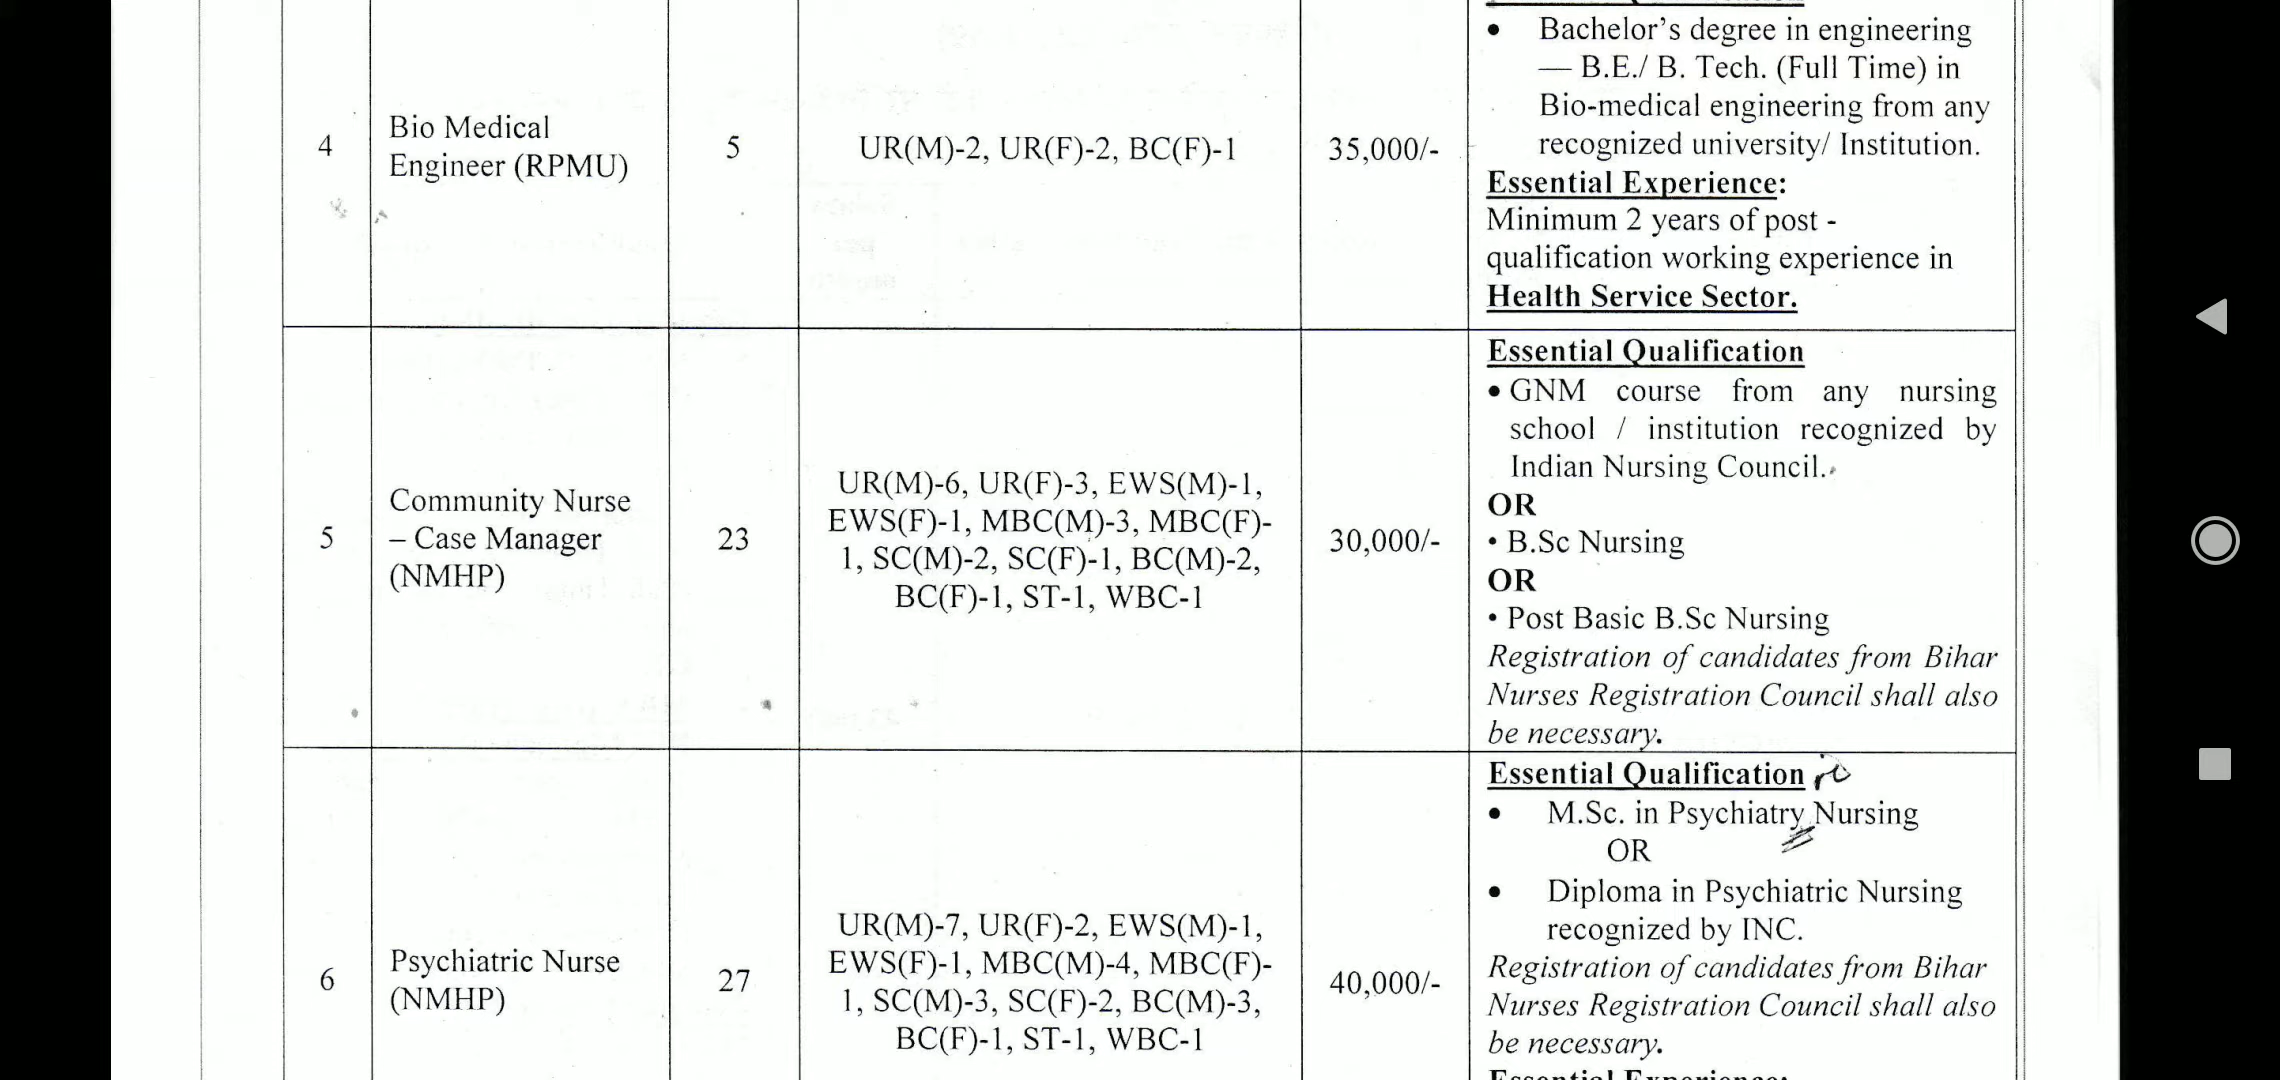 Bachelor's degree in engineering
— B.E./ B. Tech. (Full Time) in
Bio-medical engineering from any
recognized university/ Institution.
Essential Experience:
Minimum 2 years of post -
qualification working experience in
Health Service Sector.
4
Bio Medical
Engineer (RPMU)
5
UR(M)-2, UR(F)-2, BC(F)-1
35,000/-
5
Community Nurse
– Case Manager
(NMHP)
23
UR(M)-6, UR(F)-3, EWS(M)-1,
EWS(F)-1, MBC(M)-3, MBC(F)-
1, SC(M)-2, SC(F)-1, BC(M)-2,
BC(F)-1, ST-1, WBC-1
30,000/-
Essential Qualification
• GNM course from any nursing
school / institution recognized by
Indian Nursing Council.
OR
• B.Sc Nursing
OR
• Post Basic B.Sc Nursing
Registration of candidates from Bihar
Nurses Registration Council shall also
be necessary.
6
Psychiatric Nurse
(NMHP)
27
UR(M)-7, UR(F)-2, EWS(M)-1,
EWS(F)-1, MBC(M)-4, MBC(F)-
1, SC(M)-3, SC(F)-2, BC(M)-3,
BC(F)-1, ST-1, WBC-1
40,000/-
Essential Qualification
• M.Sc. in Psychiatry Nursing
OR
• Diploma in Psychiatric Nursing
recognized by INC.
Registration of candidates from Bihar
Nurses Registration Council shall also
be necessary.
Essential Experience: